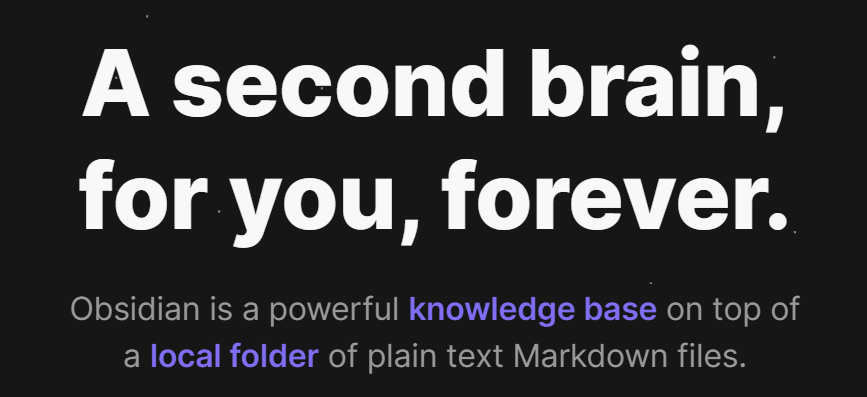 A second brain,
for you, forever.
Obsidian is a powerful knowledge base on top of
a local folder of plain text Markdown files.